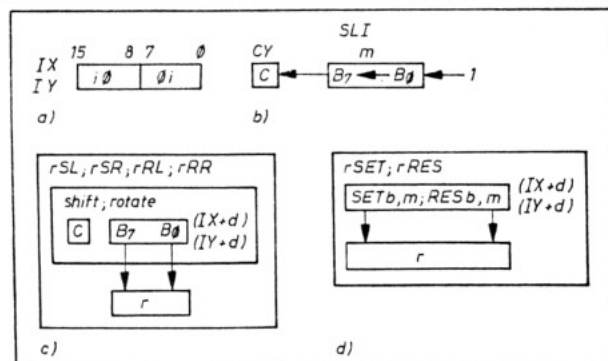 15 8 7 Ø
IX
IY
iØ Øi
a)
SLI
CY m
C B7 BØ 1
b)
rSL; rSR; rRL; rRR
shift; rotate
C B7 BØ (IX+d)
(IY+d)
r
c)
rSET; rRES
SETb,m; RESb,m (IX+d)
(IY+d)
r
d)